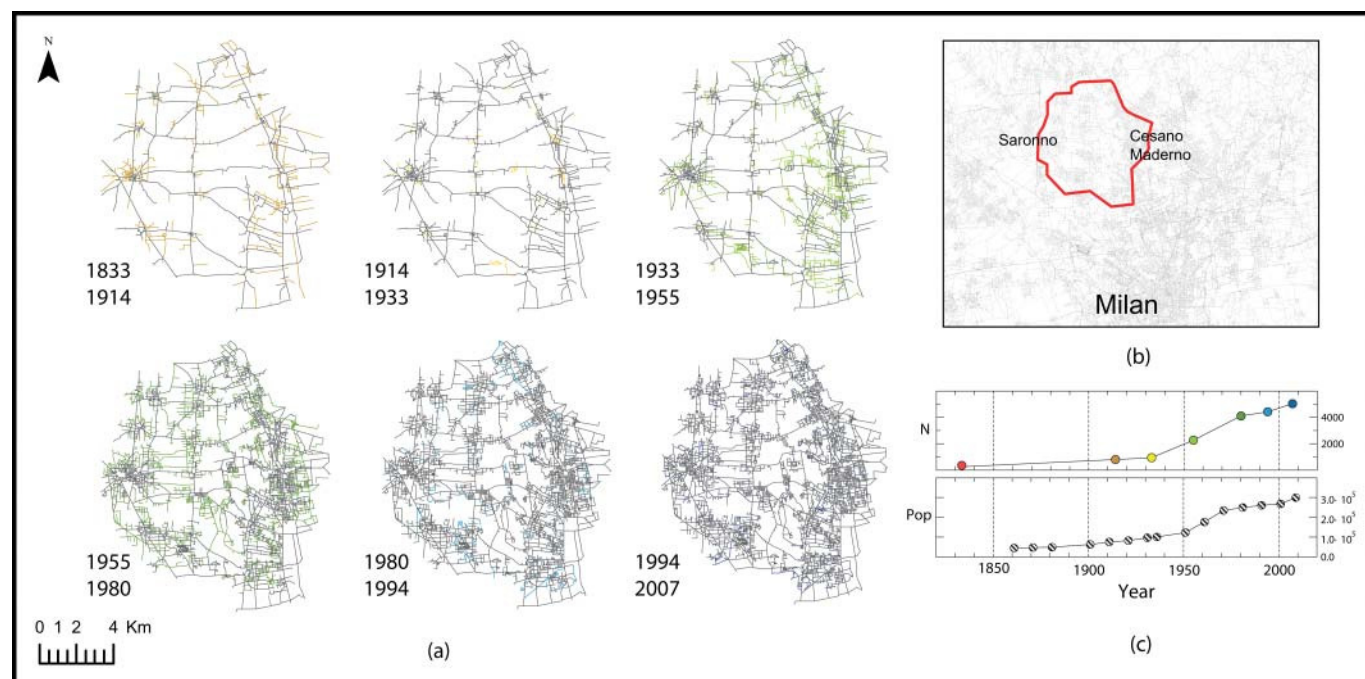 N
1833
1914
1914
1933
1933
1955
1955
1980
1980
1994
1994
2007
0 1 2 4 Km
(a)
Saronno
Cesano
Maderno
Milan
(b)
N
4000
2000
Pop
3.0· 10⁵
2.0· 10⁵
1.0· 10⁵
0.0
1850 1900 1950 2000
Year
(c)